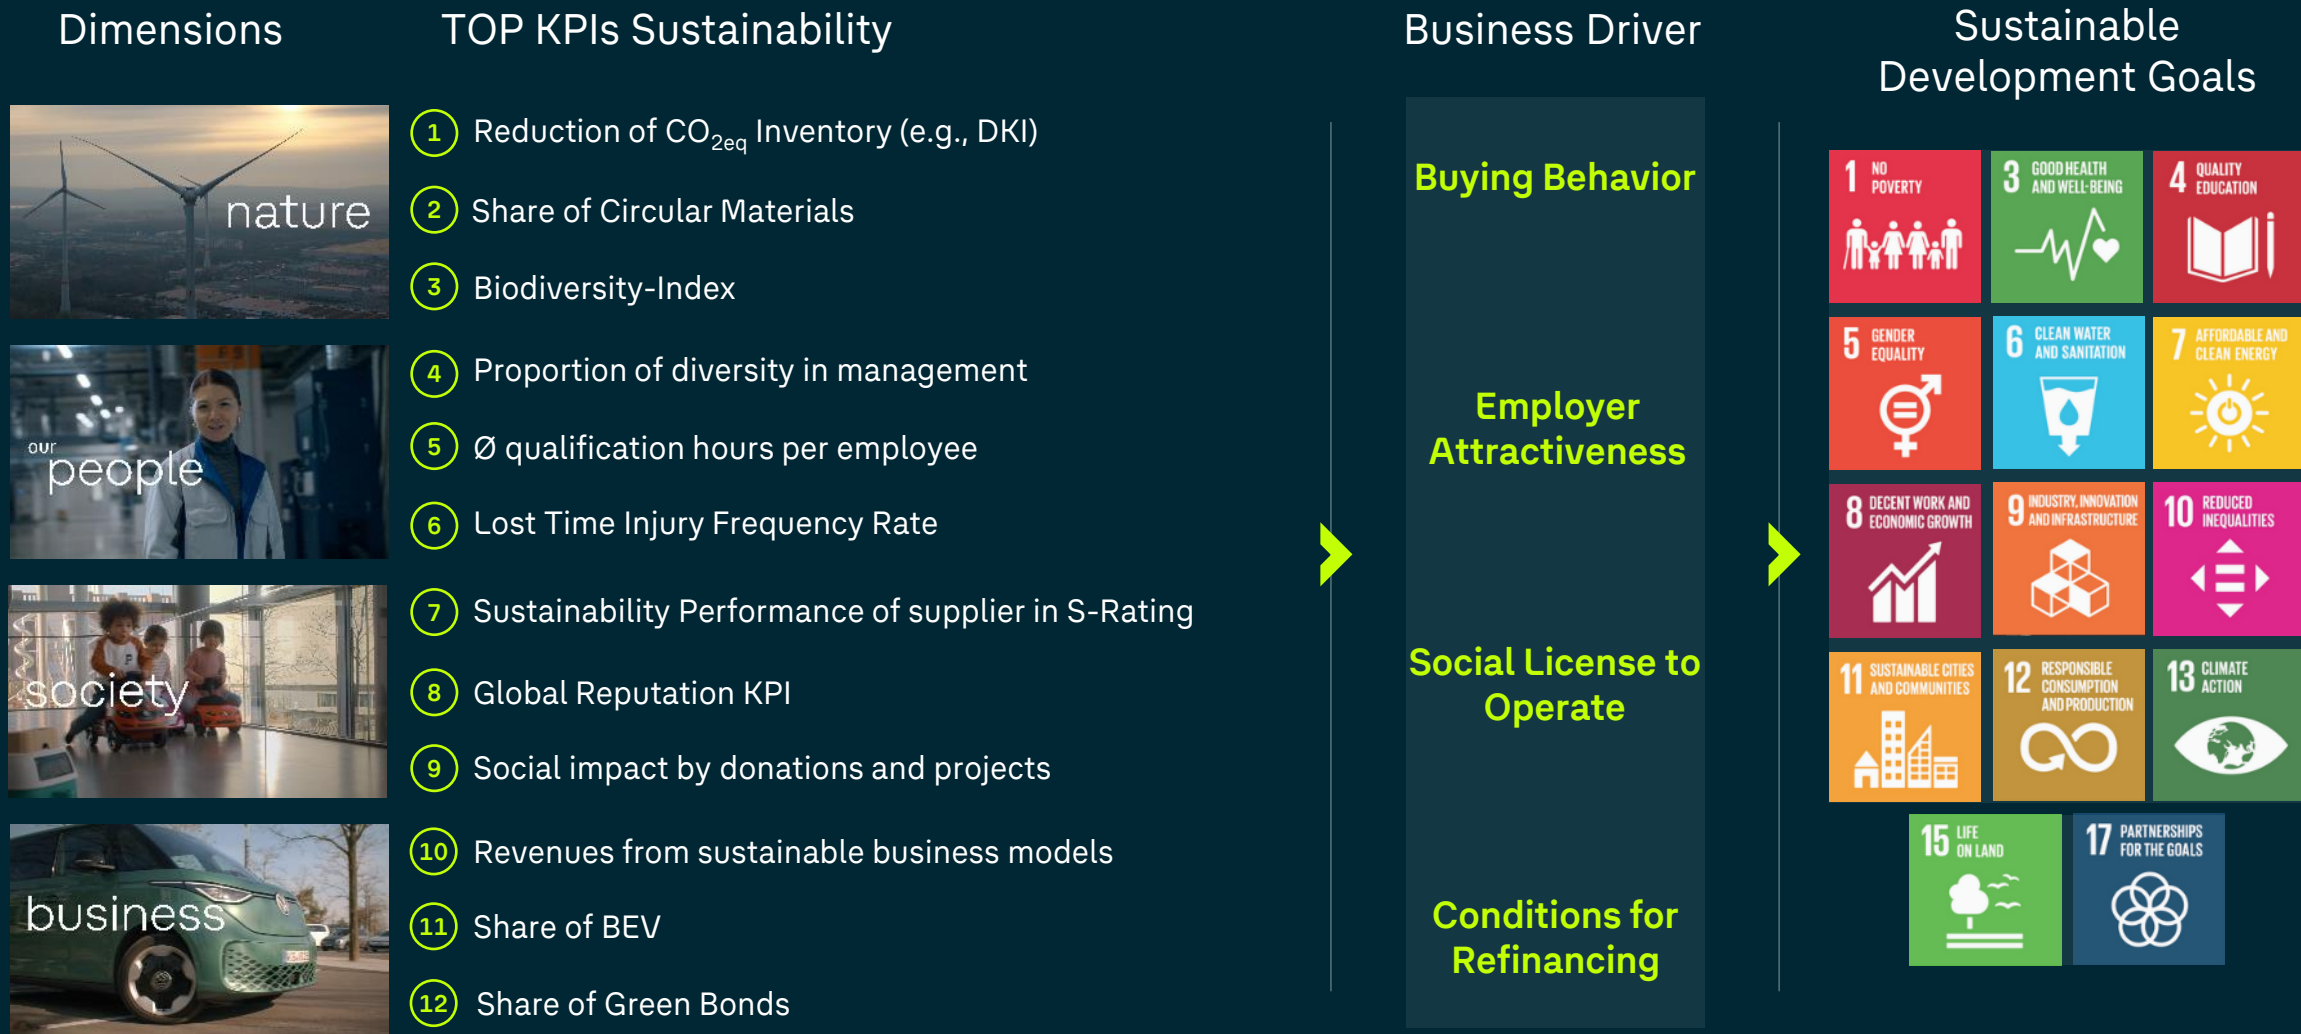 Dimensions
TOP KPIs Sustainability
Business Driver
Sustainable
Development Goals
nature
1 Reduction of CO2eq Inventory (e.g., DKI)
2 Share of Circular Materials
3 Biodiversity-Index
our
people
4 Proportion of diversity in management
5 Ø qualification hours per employee
6 Lost Time Injury Frequency Rate
society
7 Sustainability Performance of supplier in S-Rating
8 Global Reputation KPI
9 Social impact by donations and projects
business
10 Revenues from sustainable business models
11 Share of BEV
12 Share of Green Bonds
Buying Behavior
Employer
Attractiveness
Social License to
Operate
Conditions for
Refinancing
1 NO
POVERTY
3 GOOD HEALTH
AND WELL-BEING
4 QUALITY
EDUCATION
5 GENDER
EQUALITY
6 CLEAN WATER
AND SANITATION
7 AFFORDABLE AND
CLEAN ENERGY
8 DECENT WORK AND
ECONOMIC GROWTH
9 INDUSTRY, INNOVATION
AND INFRASTRUCTURE
10 REDUCED
INEQUALITIES
11 SUSTAINABLE CITIES
AND COMMUNITIES
12 RESPONSIBLE
CONSUMPTION
AND PRODUCTION
13 CLIMATE
ACTION
15 LIFE
ON LAND
17 PARTNERSHIPS
FOR THE GOALS